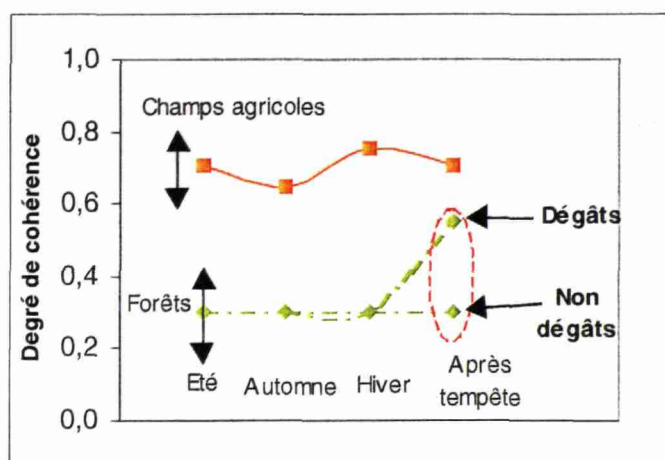 1,0
Champs agricoles
0,8
0,6
Dégâts
0,4
Forêts
Non
dégâts
0,2
Eté
Automne
Hiver
Après
tempête
0,0
Degré de cohérence